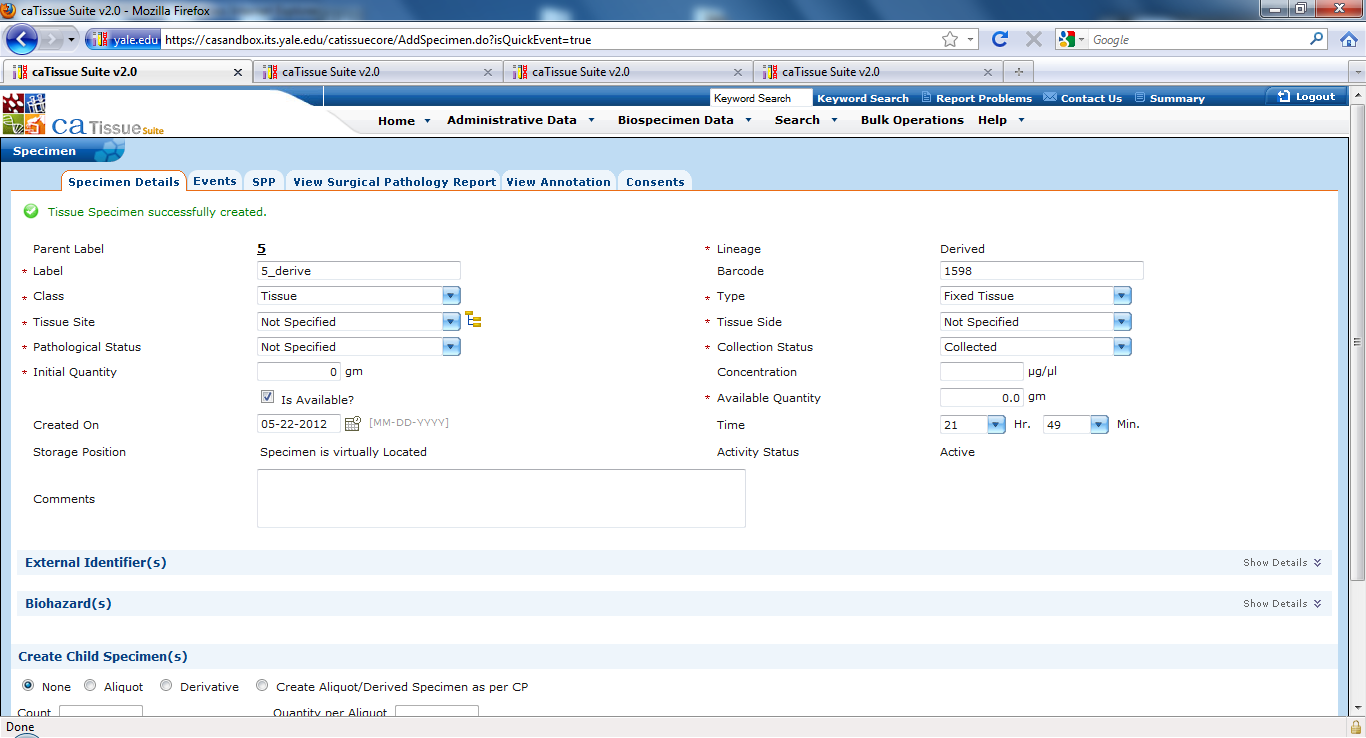 caTissue Suite v2.0 - Mozilla Firefox
yale.edu https://casandbox.its.yale.edu/catissuecore/AddSpecimen.do?isQuickEvent=true Google
caTissue Suite v2.0 caTissue Suite v2.0 caTissue Suite v2.0 caTissue Suite v2.0
Keyword Search Keyword Search Report Problems Contact Us Summary Logout
ca Tissue Suite
Home Administrative Data Biospecimen Data Search Bulk Operations Help
Specimen
Specimen Details Events SPP View Surgical Pathology Report View Annotation Consents
Tissue Specimen successfully created.
Parent Label 5 * Lineage Derived
* Label 5_derive Barcode 1598
* Class Tissue * Type Fixed Tissue
* Tissue Site Not Specified * Tissue Side Not Specified
* Pathological Status Not Specified * Collection Status Collected
* Initial Quantity 0 gm Concentration µg/µl
Is Available? * Available Quantity 0.0 gm
Created On 05-22-2012 [MM-DD-YYYY] Time 21 Hr. 49 Min.
Storage Position Specimen is virtually Located Activity Status Active
Comments
External Identifier(s) Show Details
Biohazard(s) Show Details
Create Child Specimen(s)
None Aliquot Derivative Create Aliquot/Derived Specimen as per CP
Count Quantity per Aliquot
Done